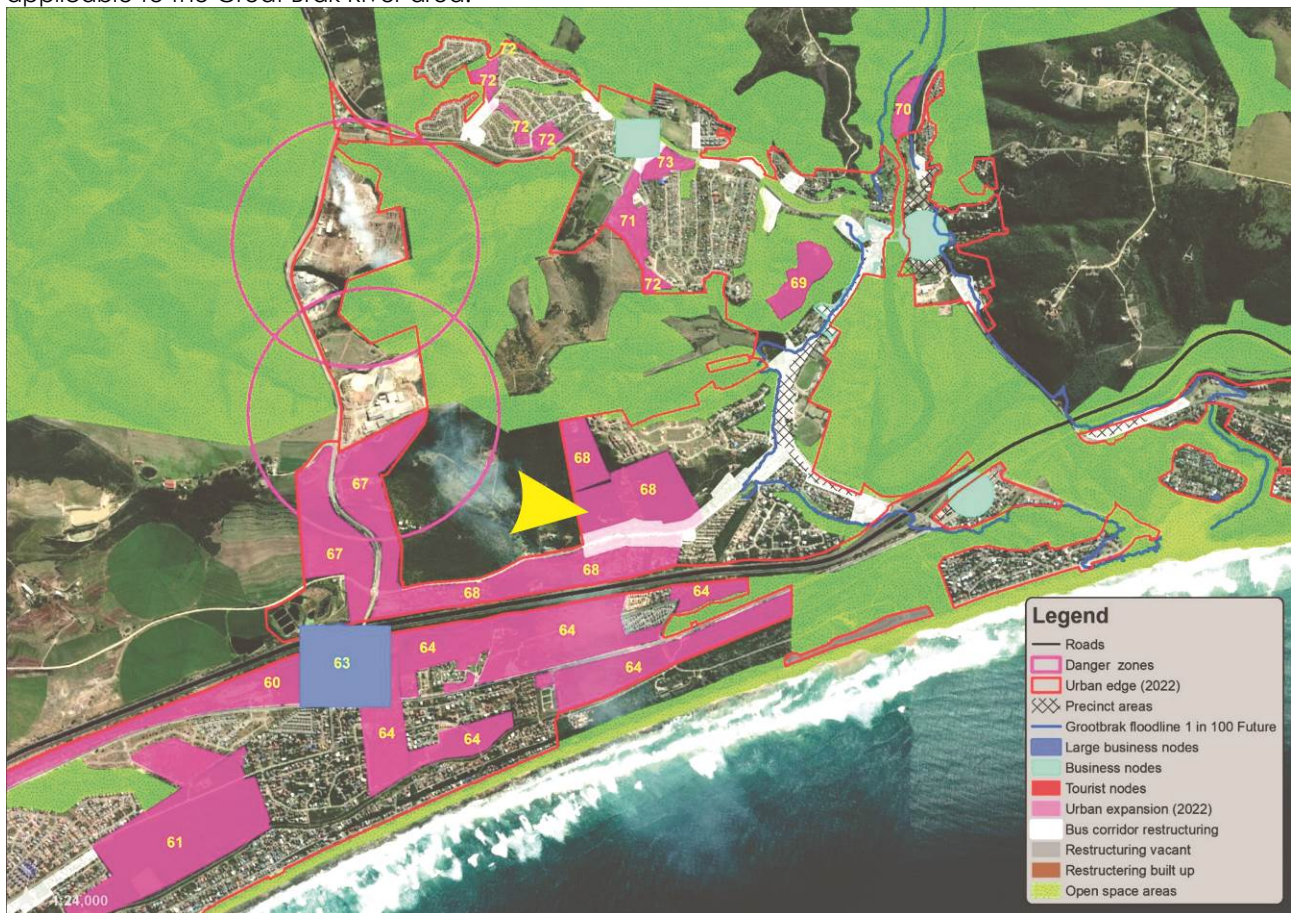 applicable to the Great Brak River area.
72
72
70
72
72
73
71
72
69
68
68
67
67
68
68
64
64
64
63
60
64
64
64
61
1:24,000
Legend
Roads
Danger zones
Urban edge (2022)
Precinct areas
Grootbrak floodline 1 in 100 Future
Large business nodes
Business nodes
Tourist nodes
Urban expansion (2022)
Bus corridor restructuring
Restructuring vacant
Restructering built up
Open space areas